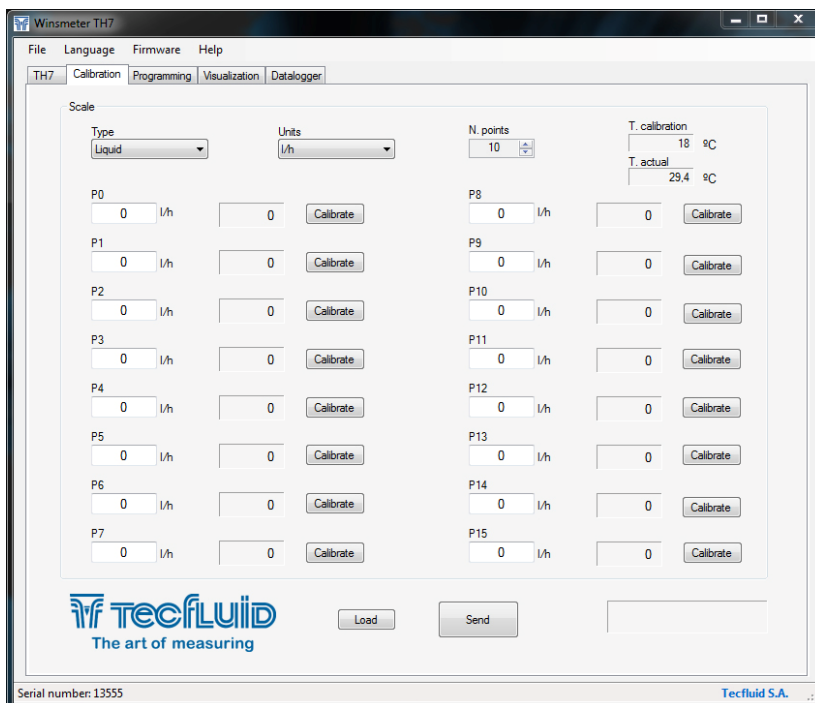 Winsmeter TH7
File Language Firmware Help
TH7 Calibration Programming Visualization Datalogger
Scale
Type Units N. points T. calibration
Liquid l/h 10 18 ºC
T. actual
29,4 ºC
P0 P8
0 l/h 0 Calibrate 0 l/h 0 Calibrate
P1 P9
0 l/h 0 Calibrate 0 l/h 0 Calibrate
P2 P10
0 l/h 0 Calibrate 0 l/h 0 Calibrate
P3 P11
0 l/h 0 Calibrate 0 l/h 0 Calibrate
P4 P12
0 l/h 0 Calibrate 0 l/h 0 Calibrate
P5 P13
0 l/h 0 Calibrate 0 l/h 0 Calibrate
P6 P14
0 l/h 0 Calibrate 0 l/h 0 Calibrate
P7 P15
0 l/h 0 Calibrate 0 l/h 0 Calibrate
TECFLUID
The art of measuring
Load Send
Serial number: 13555 Tecfluid S.A.